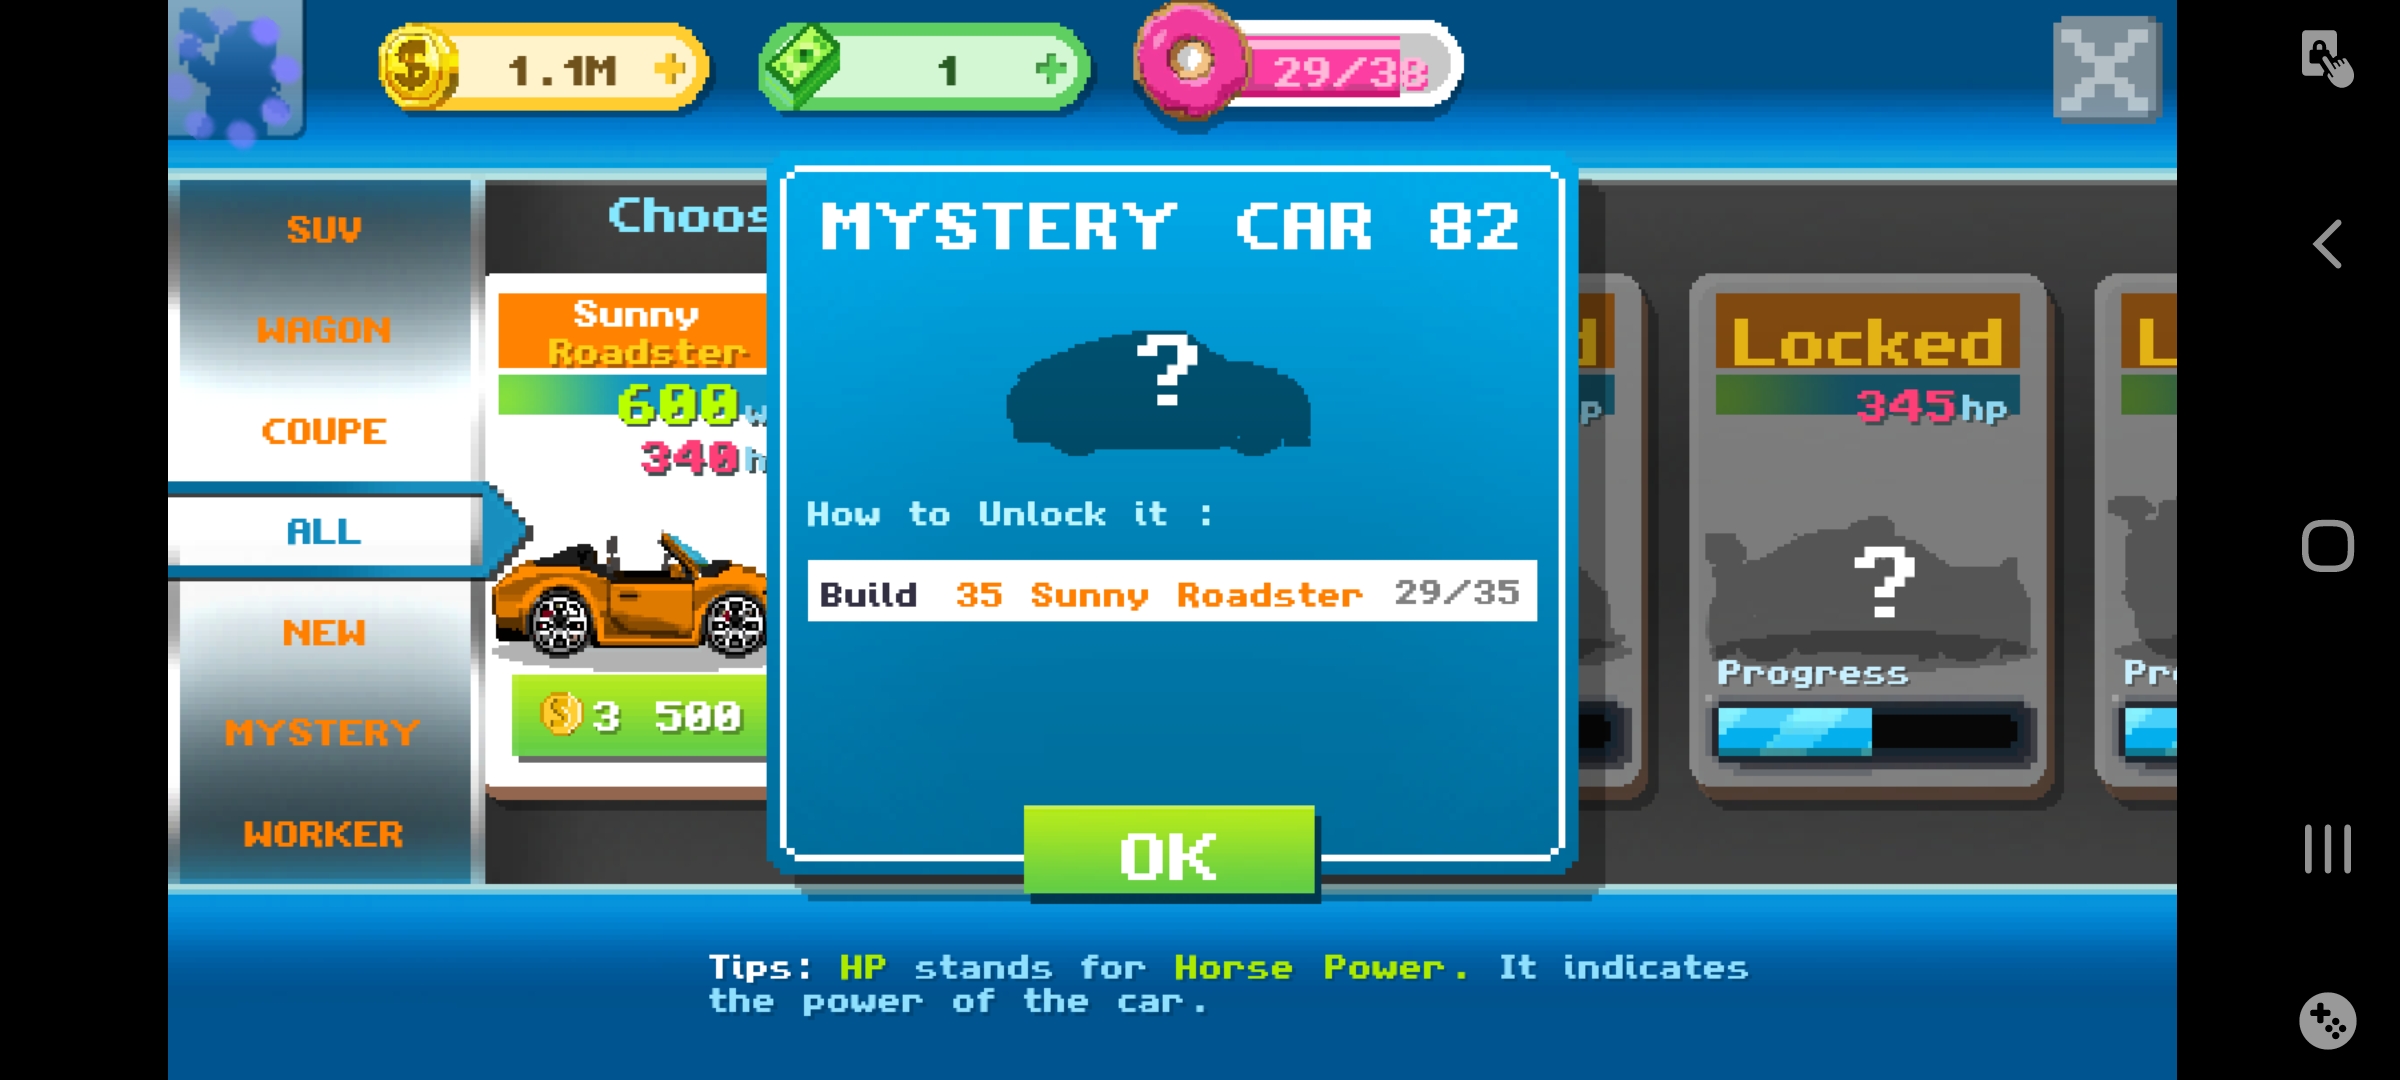 1.1M
1
29/30
SUV
WAGON
COUPE
ALL
NEW
MYSTERY
WORKER
Sunny
Roadster
600
340
3 500
MYSTERY CAR 82
?
How to Unlock it :
Build 35 Sunny Roadster 29/35
OK
Locked
345hp
?
Progress
Tips: HP stands for Horse Power. It indicates
the power of the car.